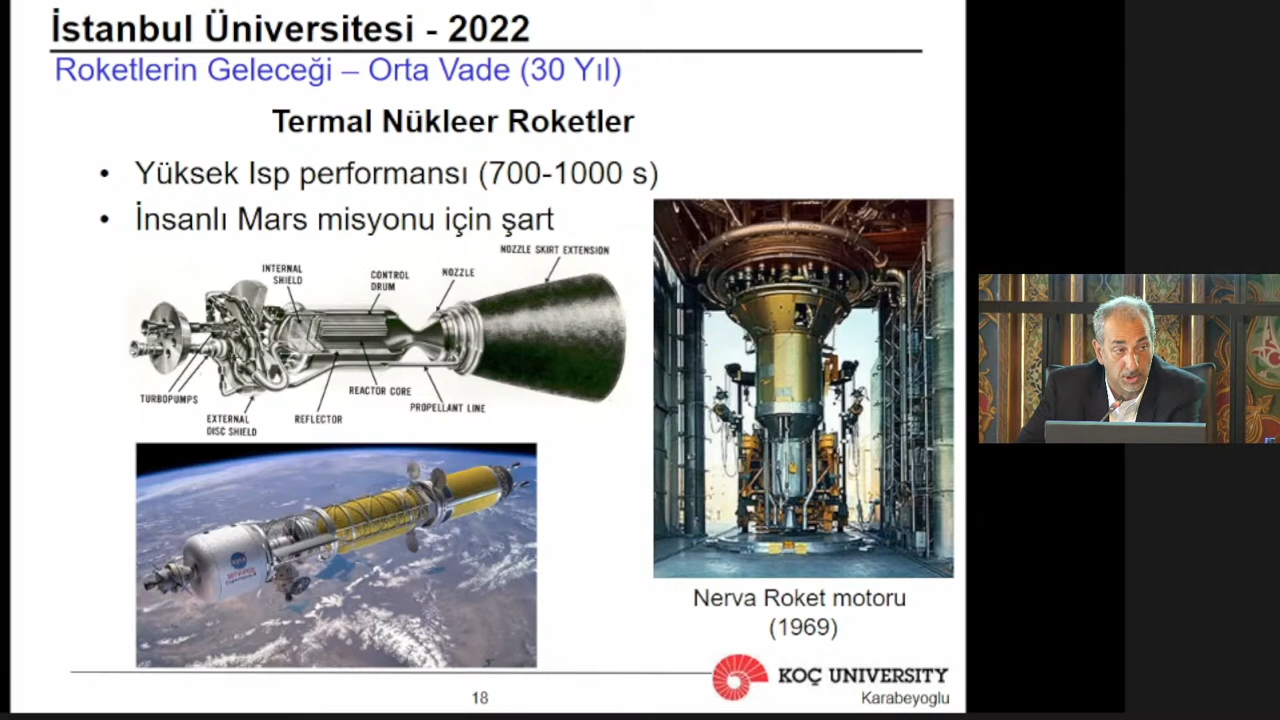 İstanbul Üniversitesi - 2022
Roketlerin Geleceği – Orta Vade (30 Yıl)
Termal Nükleer Roketler
• Yüksek Isp performansı (700-1000 s)
• İnsanlı Mars misyonu için şart
NOZZLE SKIRT EXTENSION
INTERNAL
SHIELD
CONTROL
DRUM
NOZZLE
TURBOPUMPS
EXTERNAL
DISC SHIELD
REFLECTOR
REACTOR CORE
PROPELLANT LINE
NASA
Nerva Roket motoru
(1969)
KOÇ UNIVERSITY
Karabeyoglu
18